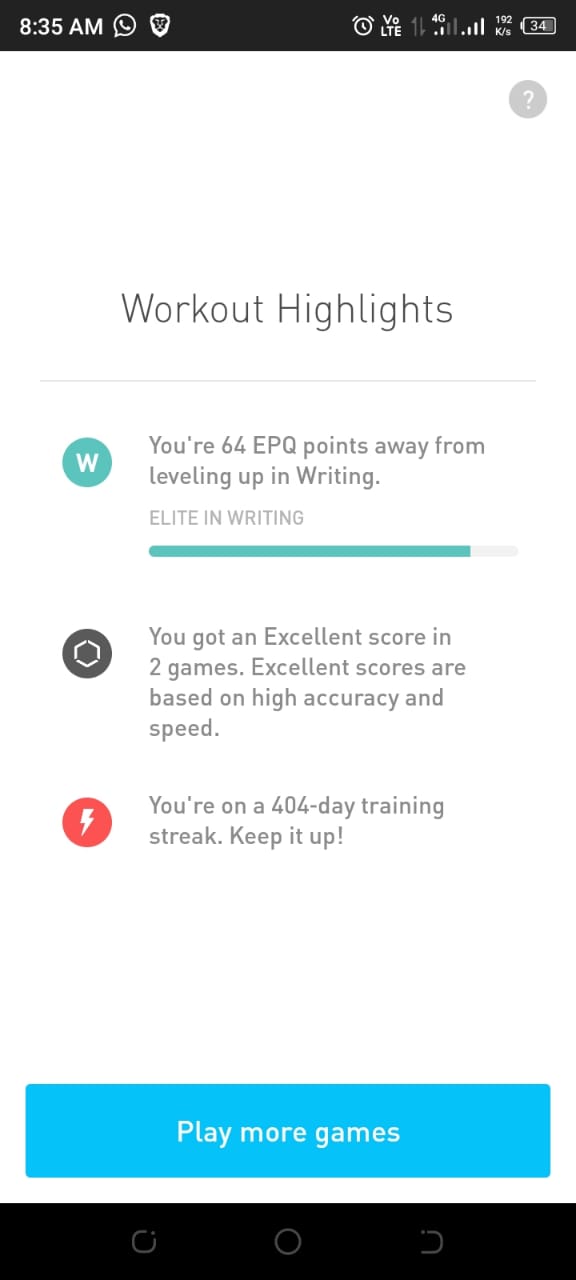 8:35 AM
Vo
LTE
4G
192
K/s
34
?
Workout Highlights
W
You're 64 EPQ points away from
leveling up in Writing.
ELITE IN WRITING
You got an Excellent score in
2 games. Excellent scores are
based on high accuracy and
speed.
You're on a 404-day training
streak. Keep it up!
Play more games